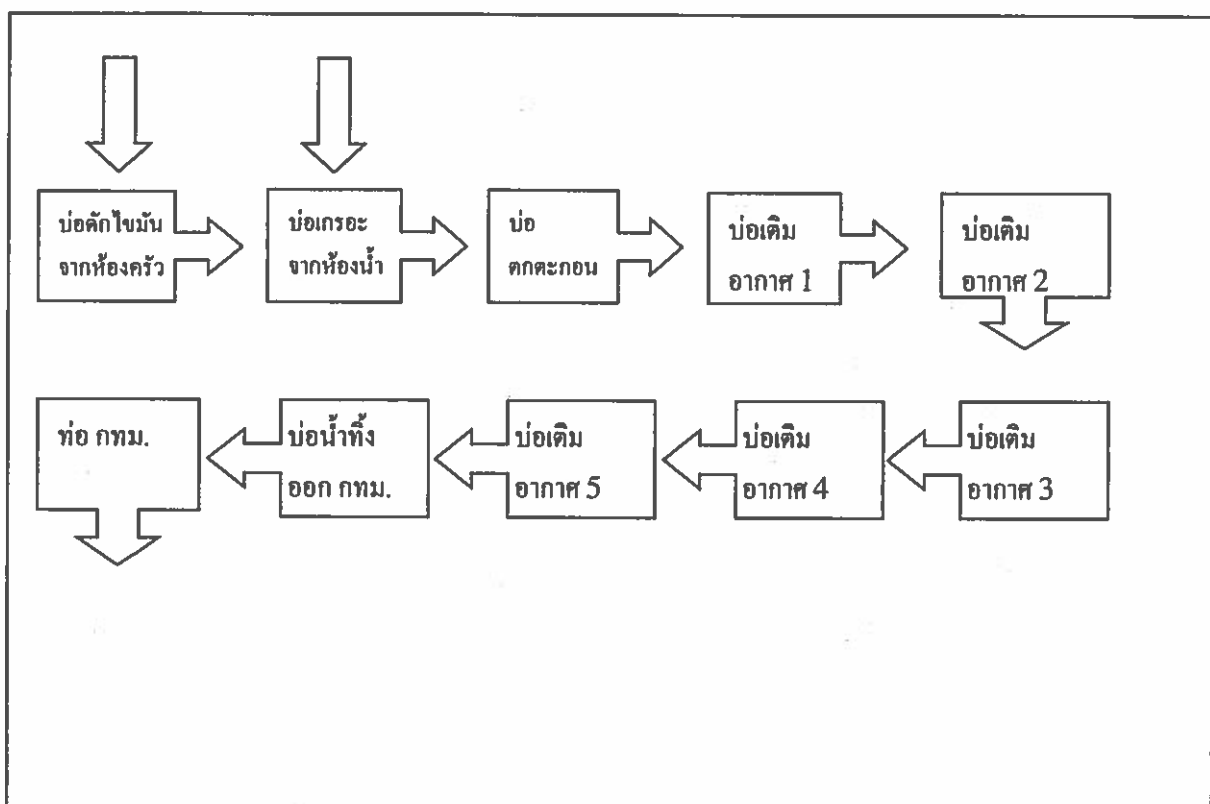 บ่อดักไขมัน
จากห้องครัว
บ่อเกรอะ
จากห้องน้ำ
บ่อ
ตกตะกอน
บ่อเติม
อากาศ 1
บ่อเติม
อากาศ 2
ท่อ กทม.
บ่อน้ำทิ้ง
ออก กทม.
บ่อเติม
อากาศ 5
บ่อเติม
อากาศ 4
บ่อเติม
อากาศ 3